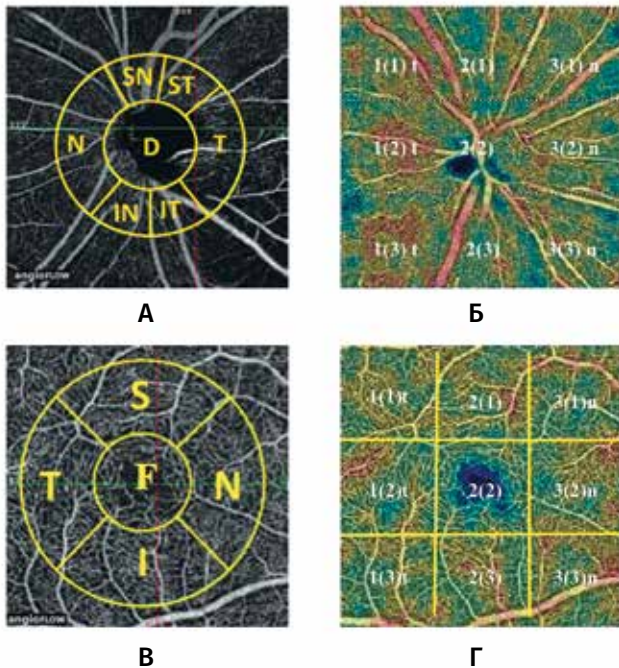 SN ST
N D T
IN IT
angioflow
А
1(1) t 2(1) 3(1) n
1(2) t 2(2) 3(2) n
1(3) t 2(3) 3(3) n
Б
S
T F N
I
angioflow
В
1(1)t 2(1) 3(1)n
1(2)t 2(2) 3(2)n
1(3)t 2(3) 3(3)n
Г